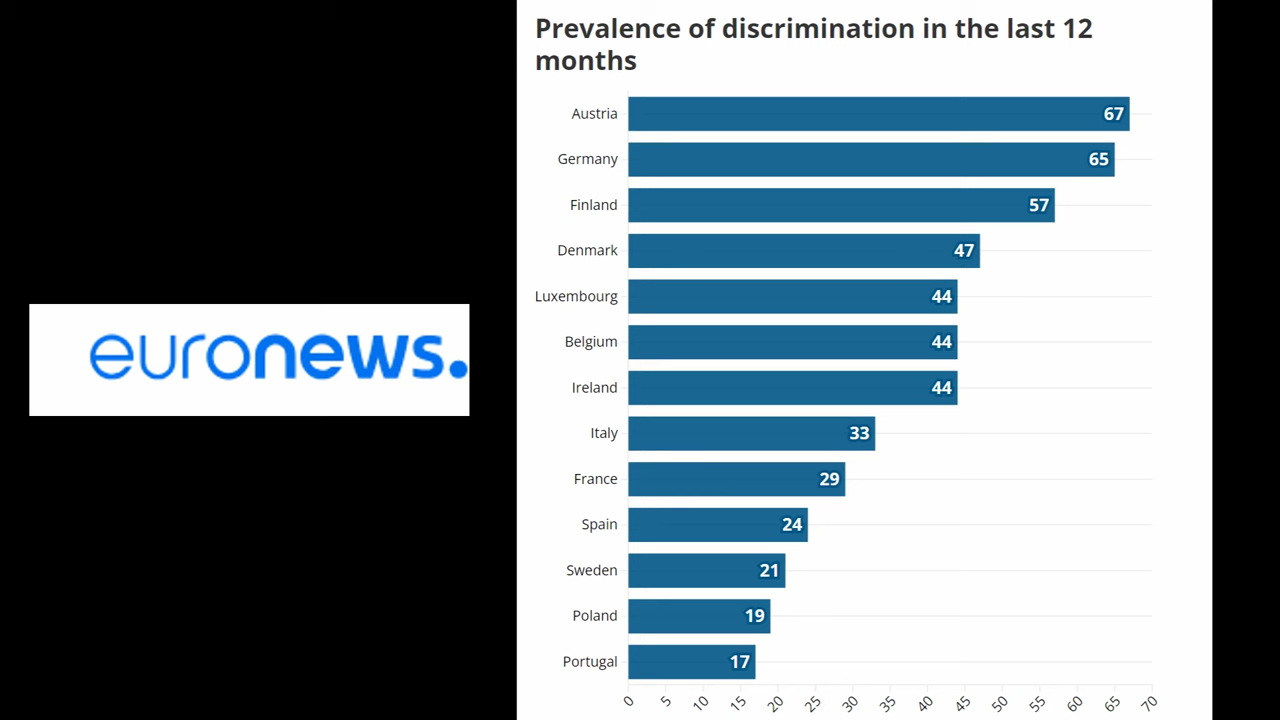 euronews.
Prevalence of discrimination in the last 12
months
Austria 67
Germany 65
Finland 57
Denmark 47
Luxembourg 44
Belgium 44
Ireland 44
Italy 33
France 29
Spain 24
Sweden 21
Poland 19
Portugal 17
0 5 10 15 20 25 30 35 40 45 50 55 60 65 70